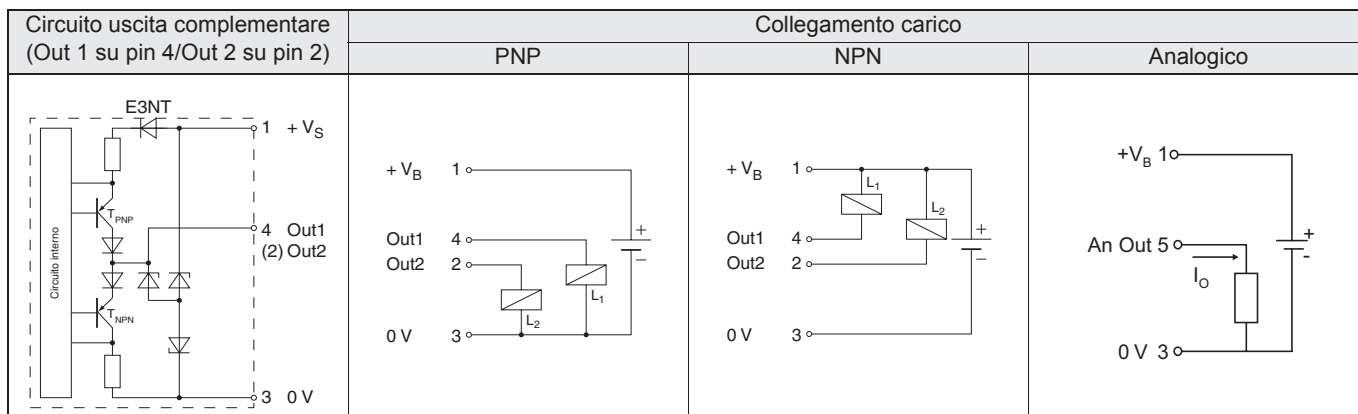 Circuito uscita complementare
(Out 1 su pin 4/Out 2 su pin 2)
Collegamento carico
PNP
NPN
Analogico
E3NT
1 + VS
Circuito interno
TPNP
4 Out1
(2) Out2
TNPN
3 0 V
+ VB 1
Out1 4
Out2 2
L1
L2
0 V 3
+
−
+ VB 1
L1
L2
Out1 4
Out2 2
0 V 3
+
−
+VB 1
An Out 5
IO
0 V 3
+
-